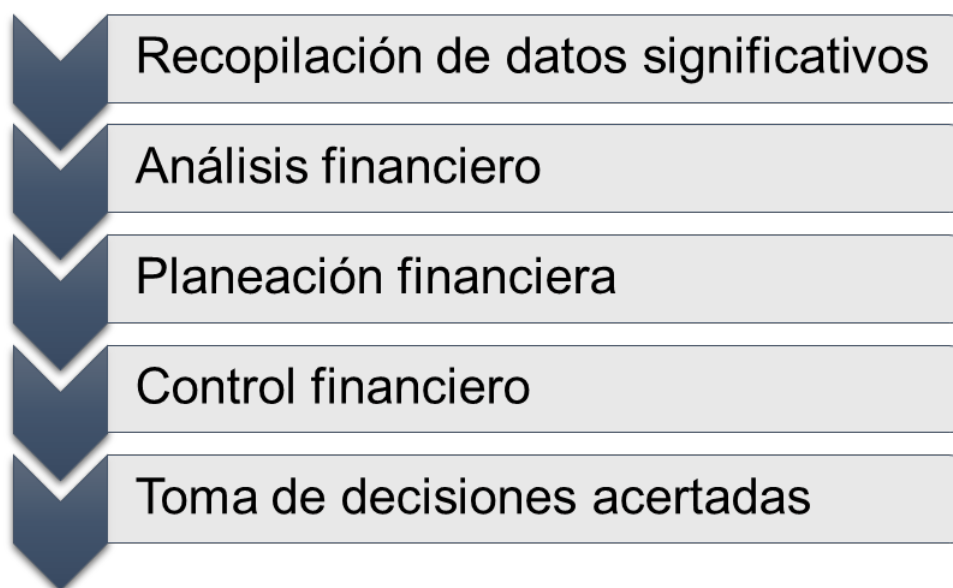 Recopilación de datos significativos
Análisis financiero
Planeación financiera
Control financiero
Toma de decisiones acertadas